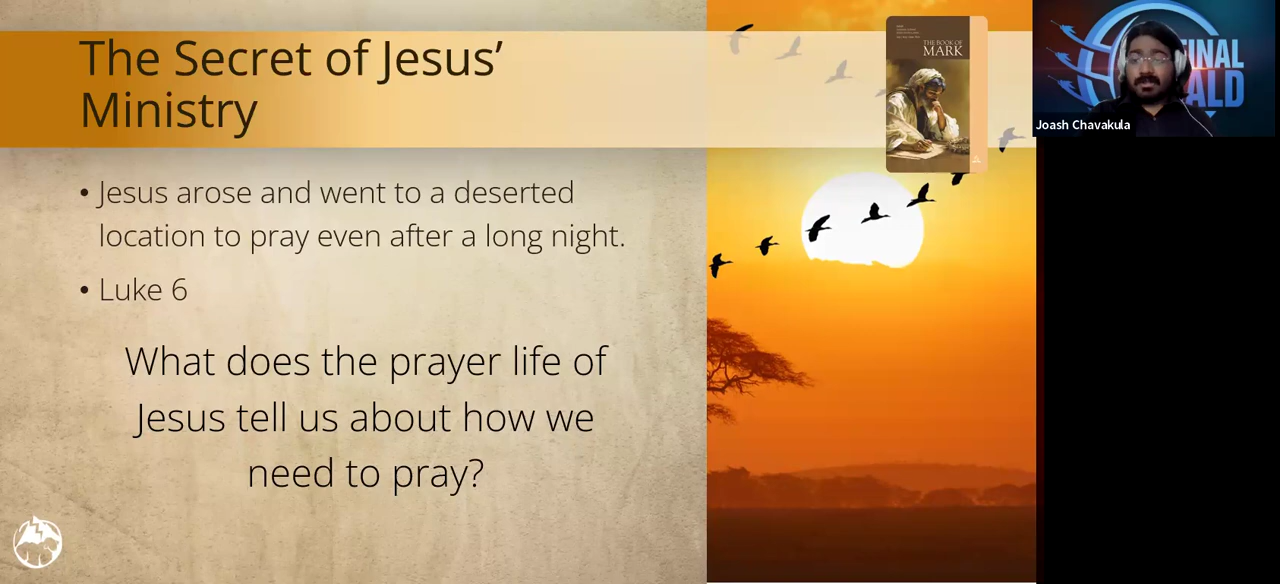 The Secret of Jesus’
Ministry
• Jesus arose and went to a deserted
location to pray even after a long night.
• Luke 6
What does the prayer life of
Jesus tell us about how we
need to pray?
THE BOOK OF
MARK
INAL
ALD
Joash Chavakula